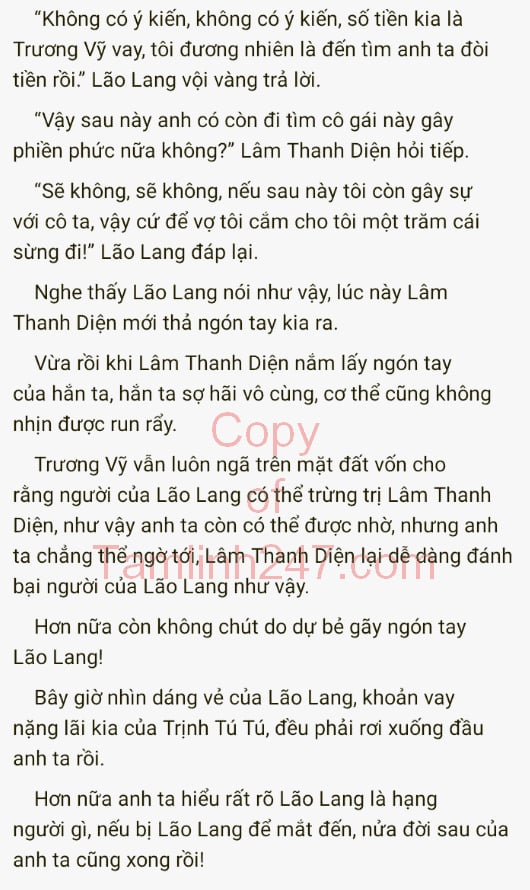 “Không có ý kiến, không có ý kiến, số tiền kia là
Trương Vỹ vay, tôi đương nhiên là đến tìm anh ta đòi
tiền rồi.” Lão Lang vội vàng trả lời.
“Vậy sau này anh có còn đi tìm cô gái này gây
phiền phức nữa không?” Lâm Thanh Diện hỏi tiếp.
“Sẽ không, sẽ không, nếu sau này tôi còn gây sự
với cô ta, vậy cứ để vợ tôi cắm cho tôi một trăm cái
sừng đi!” Lão Lang đáp lại.
Nghe thấy Lão Lang nói như vậy, lúc này Lâm
Thanh Diện mới thả ngón tay kia ra.
Vừa rồi khi Lâm Thanh Diện nắm lấy ngón tay
của hắn ta, hắn ta sợ hãi vô cùng, cơ thể cũng không
nhịn được run rẩy.
Trương Vỹ vẫn luôn ngã trên mặt đất vốn cho
rằng người của Lão Lang có thể trừng trị Lâm Thanh
Diện, như vậy anh ta còn có thể được nhờ, nhưng anh
ta chẳng thể ngờ tới, Lâm Thanh Diện lại dễ dàng đánh
bại người của Lão Lang như vậy.
Hơn nữa còn không chút do dự bẻ gãy ngón tay
Lão Lang!
Bây giờ nhìn dáng vẻ của Lão Lang, khoản vay
nặng lãi kia của Trịnh Tú Tú, đều phải rơi xuống đầu
anh ta rồi.
Hơn nữa anh ta hiểu rất rõ Lão Lang là hạng
người gì, nếu bị Lão Lang để mắt đến, nửa đời sau của
anh ta cũng xong rồi!
Copy
of
Tamlinh247.com